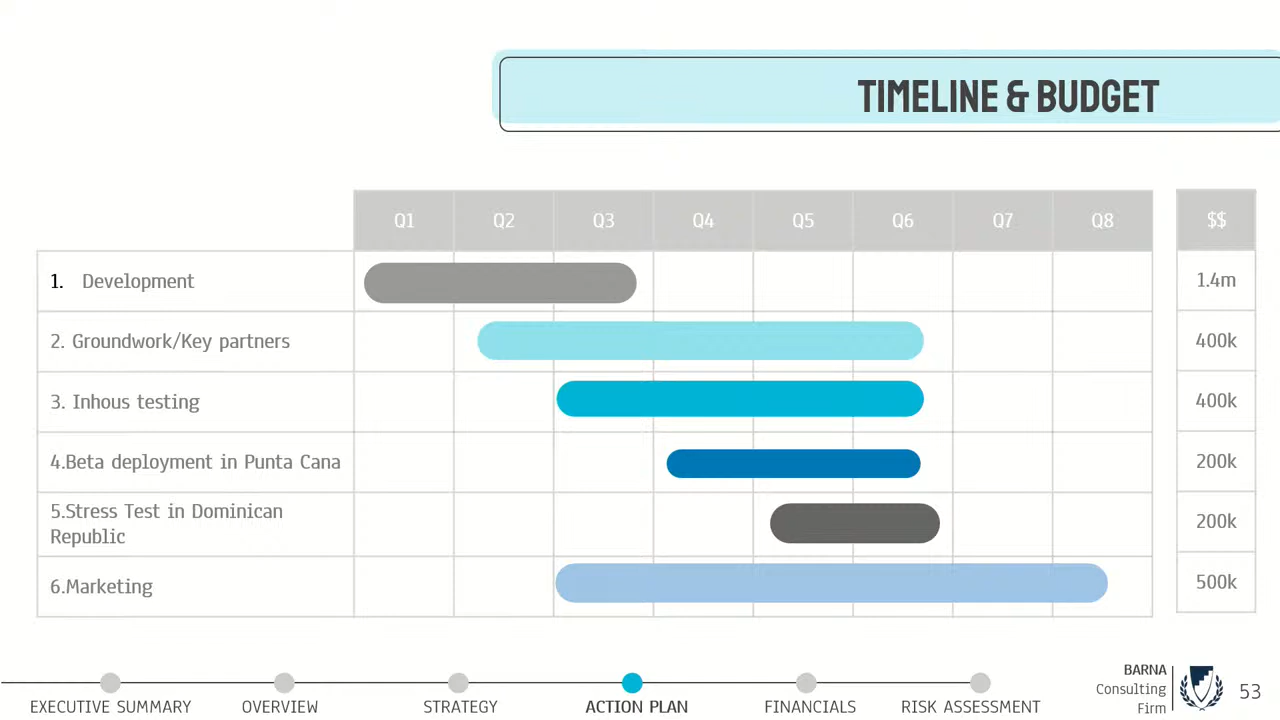 TIMELINE & BUDGET
Q1 Q2 Q3 Q4 Q5 Q6 Q7 Q8 $$
1. Development 1.4m
2. Groundwork/Key partners 400k
3. Inhous testing 400k
4.Beta deployment in Punta Cana 200k
5.Stress Test in Dominican
Republic 200k
6.Marketing 500k
EXECUTIVE SUMMARY OVERVIEW STRATEGY ACTION PLAN FINANCIALS RISK ASSESSMENT
BARNA
Consulting
Firm
53